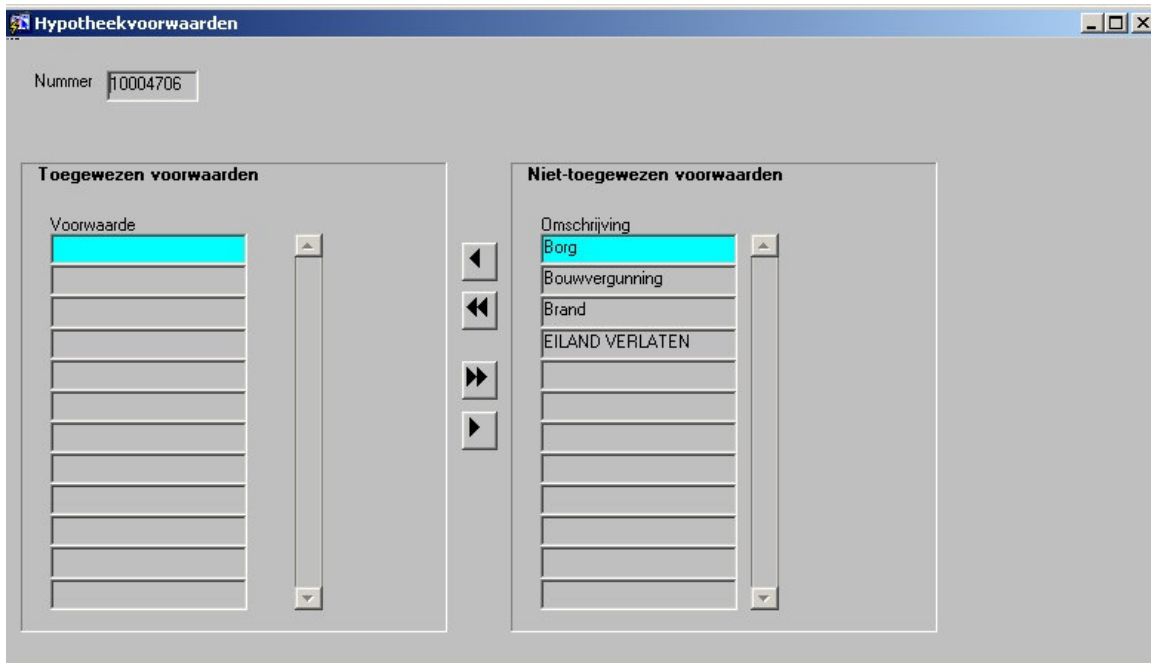 Hypotheekvoorwaarden
Nummer 10004706
Toegewezen voorwaarden
Voorwaarde
Niet-toegewezen voorwaarden
Omschrijving
Borg
Bouwvergunning
Brand
EILAND VERLATEN